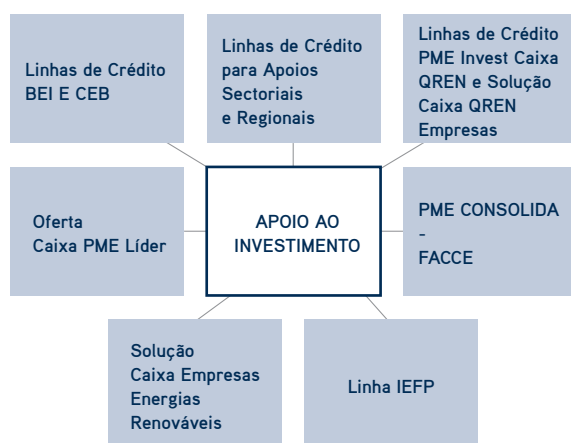 Linhas de Crédito
BEI E CEB
Linhas de Crédito
para Apoios
Sectoriais
e Regionais
Linhas de Crédito
PME Invest Caixa
QREN e Solução
Caixa QREN
Empresas
Oferta
Caixa PME Líder
APOIO AO
INVESTIMENTO
PME CONSOLIDA
-
FACCE
Solução
Caixa Empresas
Energias
Renováveis
Linha IEFP